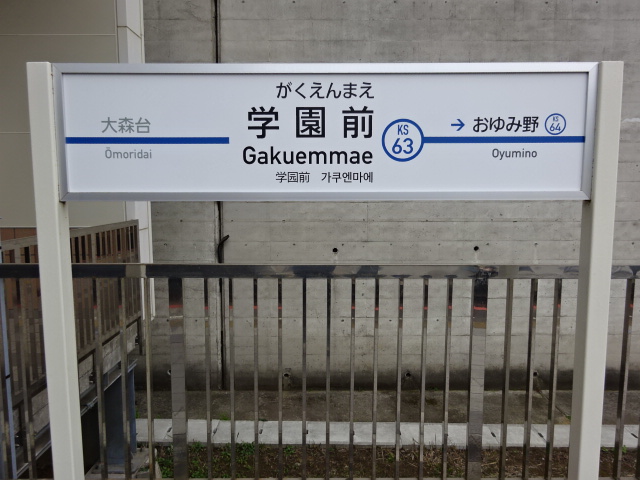 がくえんまえ
学園前
Gakuemmae
学园前 가쿠엔마에
KS
63
大森台
Ōmoridai
→ おゆみ野
KS
64
Oyumino